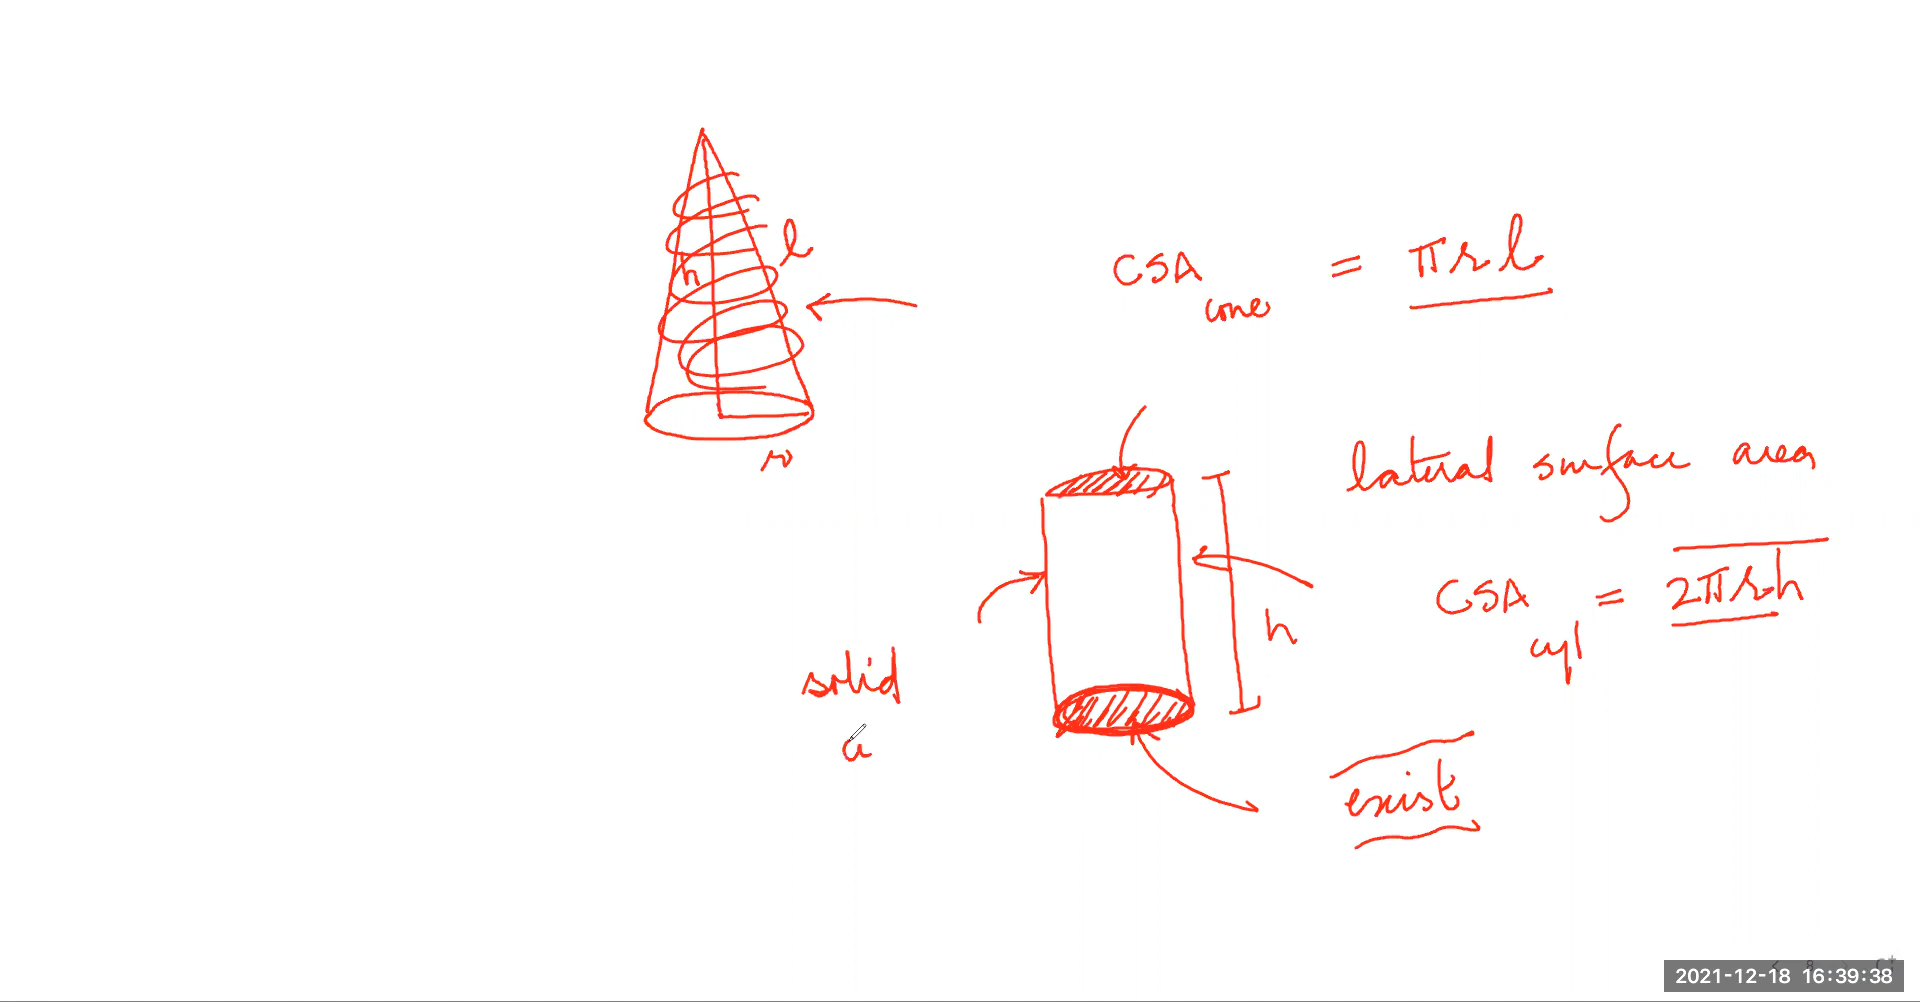 l
h
r
CSA cone = πrl
lateral surface area
h
CSA cyl = 2πrh
solid
a
exist
2021-12-18 16:39:38